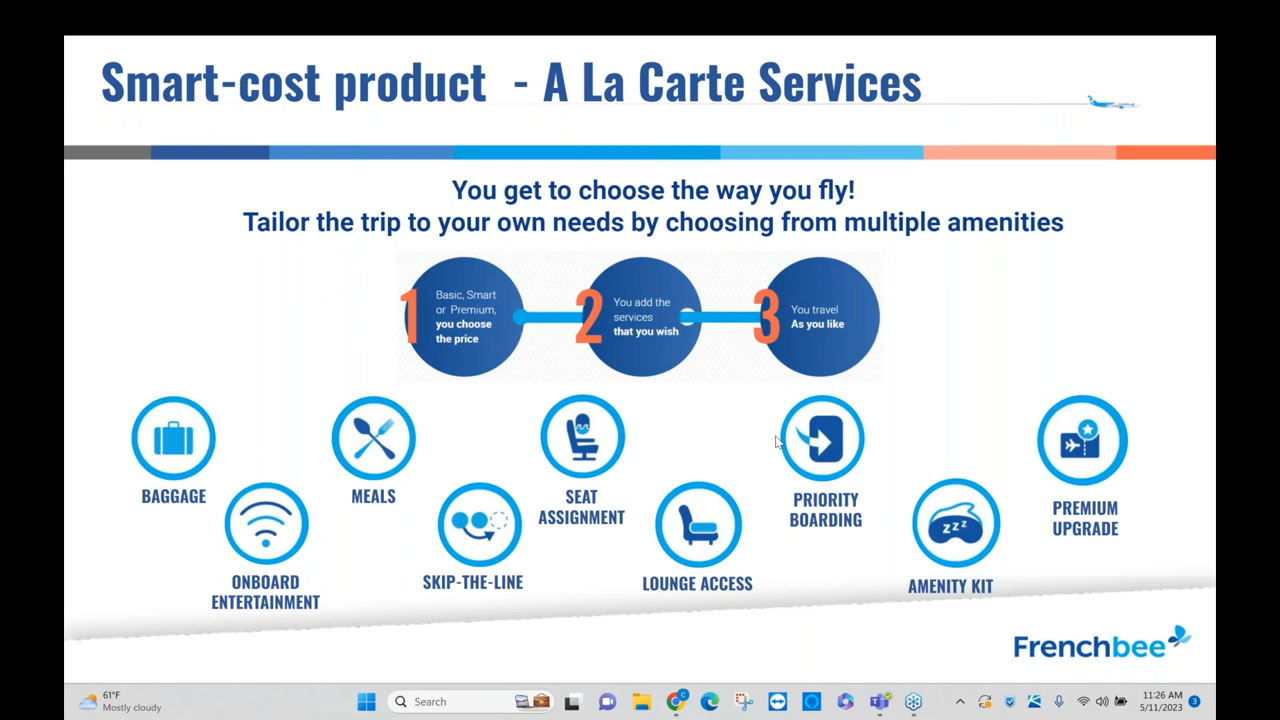 Smart-cost product - A La Carte Services
You get to choose the way you fly!
Tailor the trip to your own needs by choosing from multiple amenities
1
Basic, Smart
or Premium,
you choose
the price
2
You add the
services
that you wish
3
You travel
As you like
BAGGAGE
MEALS
SEAT
ASSIGNMENT
PRIORITY
BOARDING
PREMIUM
UPGRADE
ONBOARD
ENTERTAINMENT
SKIP-THE-LINE
LOUNGE ACCESS
zzz
AMENITY KIT
Frenchbee
61°F
Mostly cloudy
Search
C
11:26 AM
5/11/2023
3